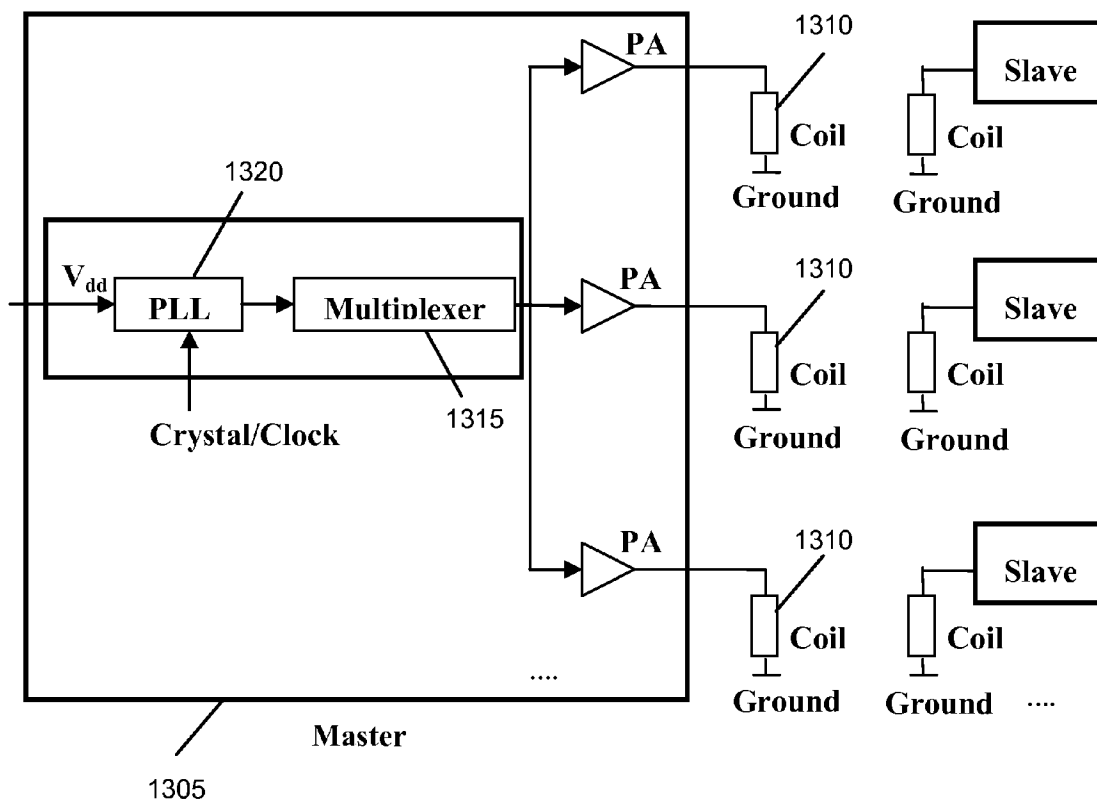 PA
1310
Slave
Coil
Coil
Ground
Ground
1320
Vdd
PLL
Multiplexer
PA
1310
Slave
Coil
Coil
Ground
Ground
Crystal/Clock
1315
PA
1310
Slave
Coil
Coil
Ground
Ground
....
....
Master
1305